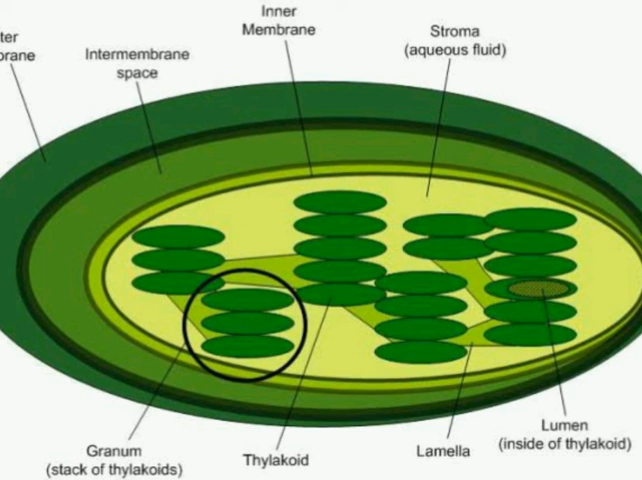 Inner
Membrane
Stroma
(aqueous fluid)
Intermembrane
space
Granum
(stack of thylakoids)
Thylakoid
Lamella
Lumen
(inside of thylakoid)